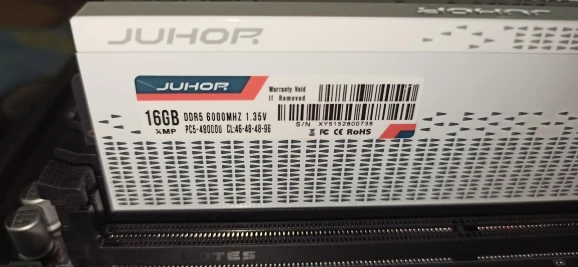 JUHOR
JUHOR
Warranty Void
If Removed
16GB DDR5 6000MHZ 1.35V
XMP PC5-48000U CL:46-48-48-96
S/N XY5152800738
FC CE RoHS